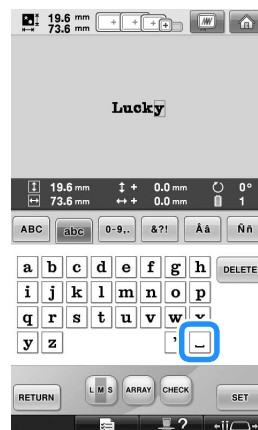 19.6 mm
73.6 mm
Lucky
19.6 mm + 0.0 mm 0°
73.6 mm + 0.0 mm 1
ABC abc 0-9,. &?! Ââ Ññ
a b c d e f g h DELETE
i j k l m n o p
q r s t u v w x
y z ' ⎵
RETURN L M S ARRAY CHECK SET
?